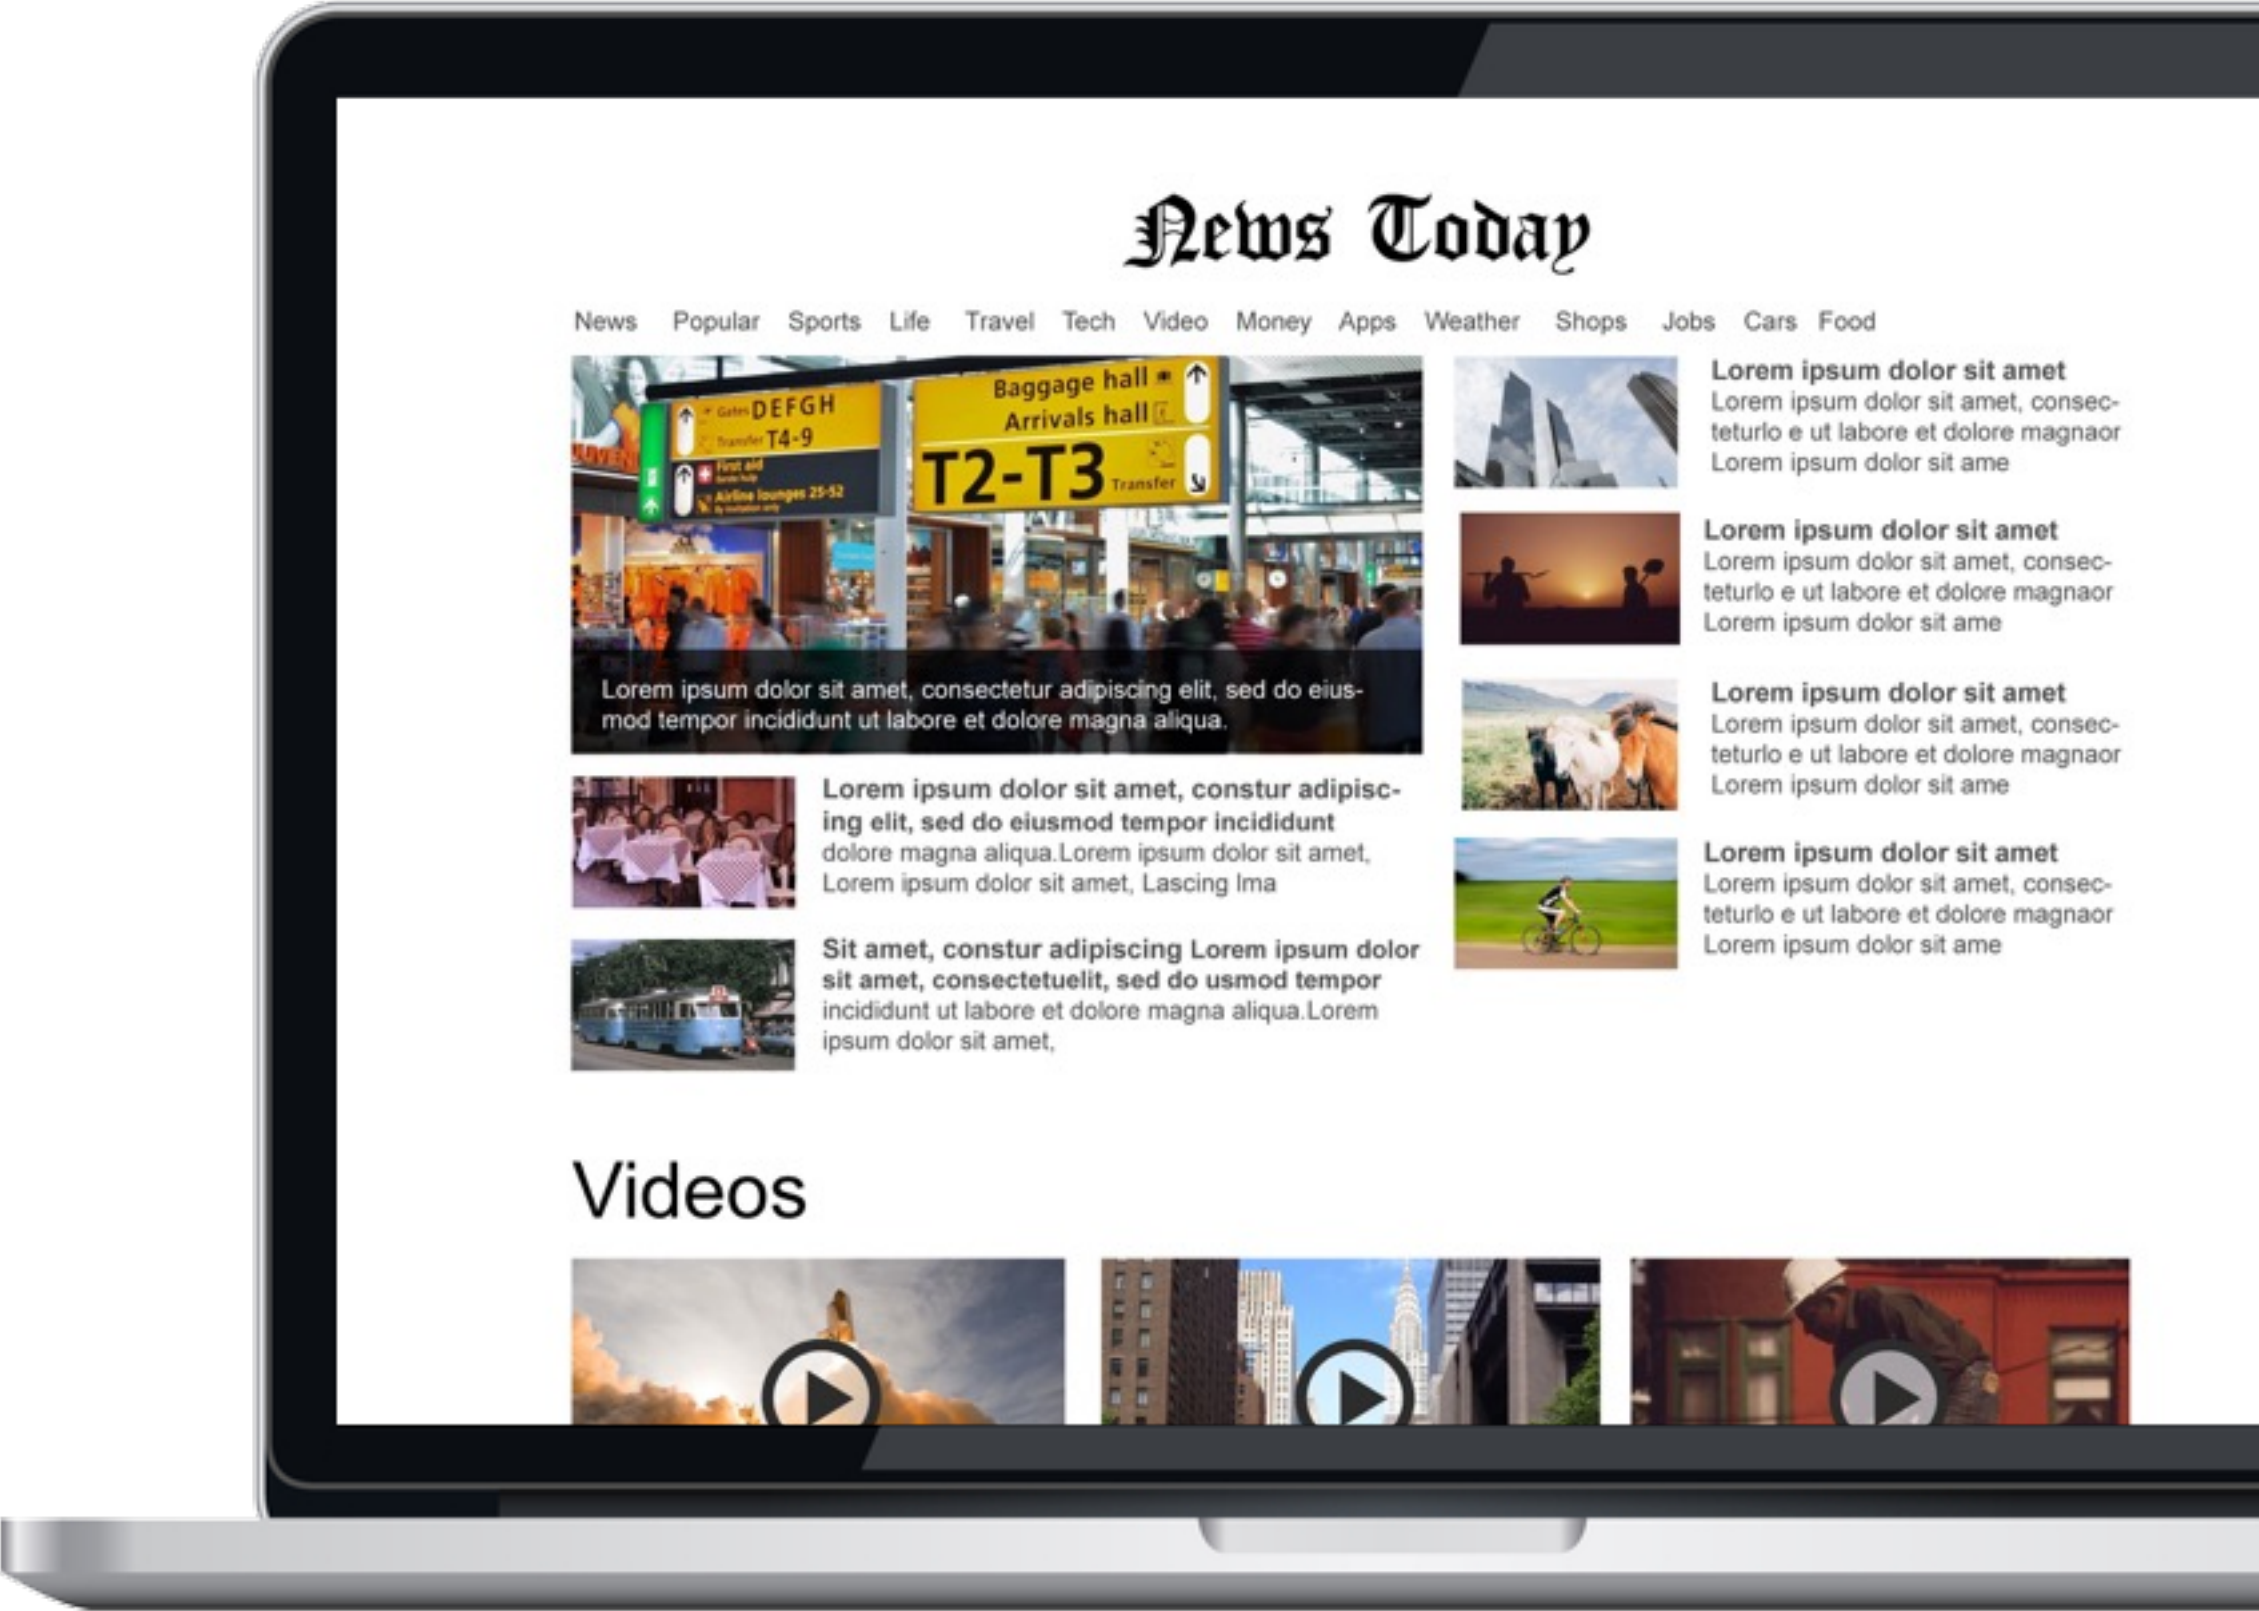 News Today
News Popular Sports Life Travel Tech Video Money Apps Weather Shops Jobs Cars Food
Gates DEFGH
Transfer T4-9
First aid
Airline lounges 25-52
By invitation only
Baggage hall
Arrivals hall
T2-T3 Transfer
Lorem ipsum dolor sit amet, consectetur adipiscing elit, sed do eius-
mod tempor incididunt ut labore et dolore magna aliqua.
Lorem ipsum dolor sit amet, constur adipisc-
ing elit, sed do eiusmod tempor incididunt
dolore magna aliqua.Lorem ipsum dolor sit amet,
Lorem ipsum dolor sit amet, Lascing Ima
Sit amet, constur adipiscing Lorem ipsum dolor
sit amet, consectetuelit, sed do usmod tempor
incididunt ut labore et dolore magna aliqua.Lorem
ipsum dolor sit amet,
Lorem ipsum dolor sit amet
Lorem ipsum dolor sit amet, consec-
teturlo e ut labore et dolore magnaor
Lorem ipsum dolor sit ame
Lorem ipsum dolor sit amet
Lorem ipsum dolor sit amet, consec-
teturlo e ut labore et dolore magnaor
Lorem ipsum dolor sit ame
Lorem ipsum dolor sit amet
Lorem ipsum dolor sit amet, consec-
teturlo e ut labore et dolore magnaor
Lorem ipsum dolor sit ame
Lorem ipsum dolor sit amet
Lorem ipsum dolor sit amet, consec-
teturlo e ut labore et dolore magnaor
Lorem ipsum dolor sit ame
Videos